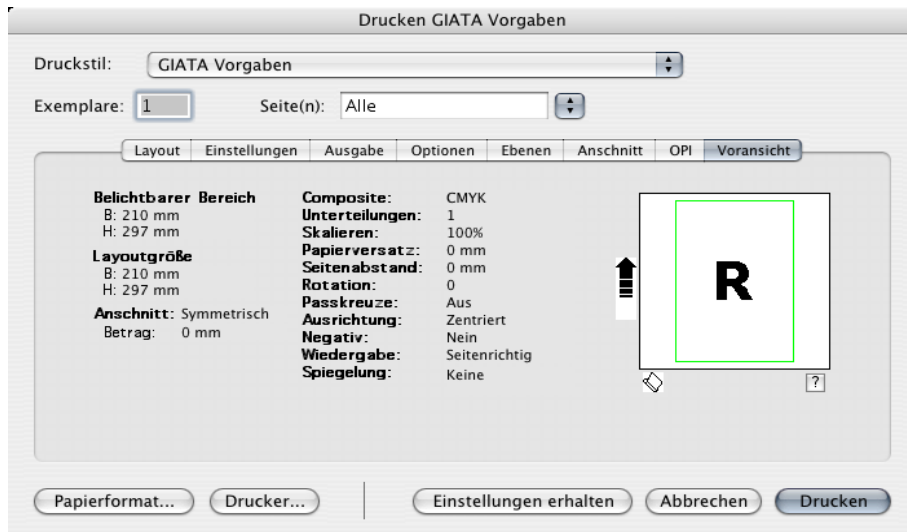 Drucken GIATA Vorgaben
Druckstil: GIATA Vorgaben
Exemplare: 1 Seite(n): Alle
Layout Einstellungen Ausgabe Optionen Ebenen Anschnitt OPI Voransicht
Belichtbarer Bereich
B: 210 mm
H: 297 mm
Layoutgröße
B: 210 mm
H: 297 mm
Anschnitt: Symmetrisch
Betrag: 0 mm
Composite: CMYK
Unterteilungen: 1
Skalieren: 100%
Papierversatz: 0 mm
Seitenabstand: 0 mm
Rotation: 0
Passkreuze: Aus
Ausrichtung: Zentriert
Negativ: Nein
Wiedergabe: Seitenrichtig
Spiegelung: Keine
R
?
Papierformat... Drucker... Einstellungen erhalten Abbrechen Drucken